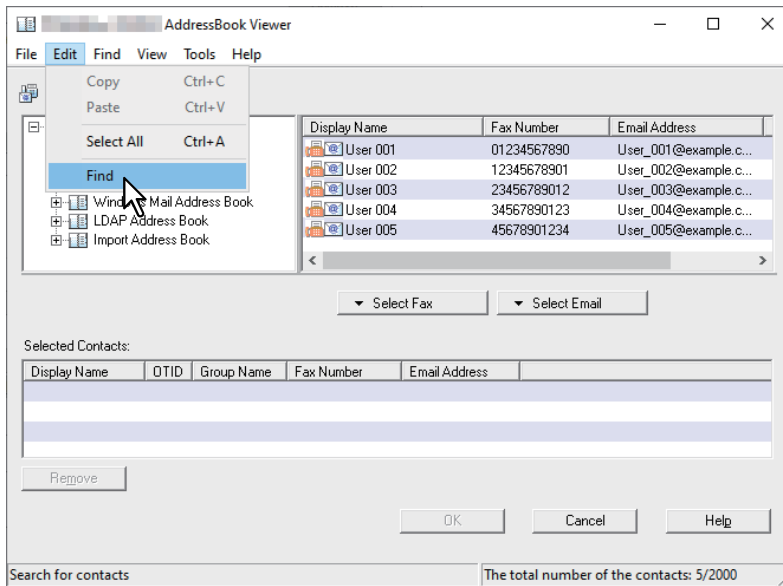 AddressBook Viewer
File Edit Find View Tools Help
Copy Ctrl+C
Paste Ctrl+V
Select All Ctrl+A
Find
Windows Mail Address Book
LDAP Address Book
Import Address Book
Display Name Fax Number Email Address
User 001 01234567890 User_001@example.c...
User 002 12345678901 User_002@example.c...
User 003 23456789012 User_003@example.c...
User 004 34567890123 User_004@example.c...
User 005 45678901234 User_005@example.c...
Select Fax Select Email
Selected Contacts:
Display Name OTID Group Name Fax Number Email Address
Remove
OK Cancel Help
Search for contacts The total number of the contacts: 5/2000